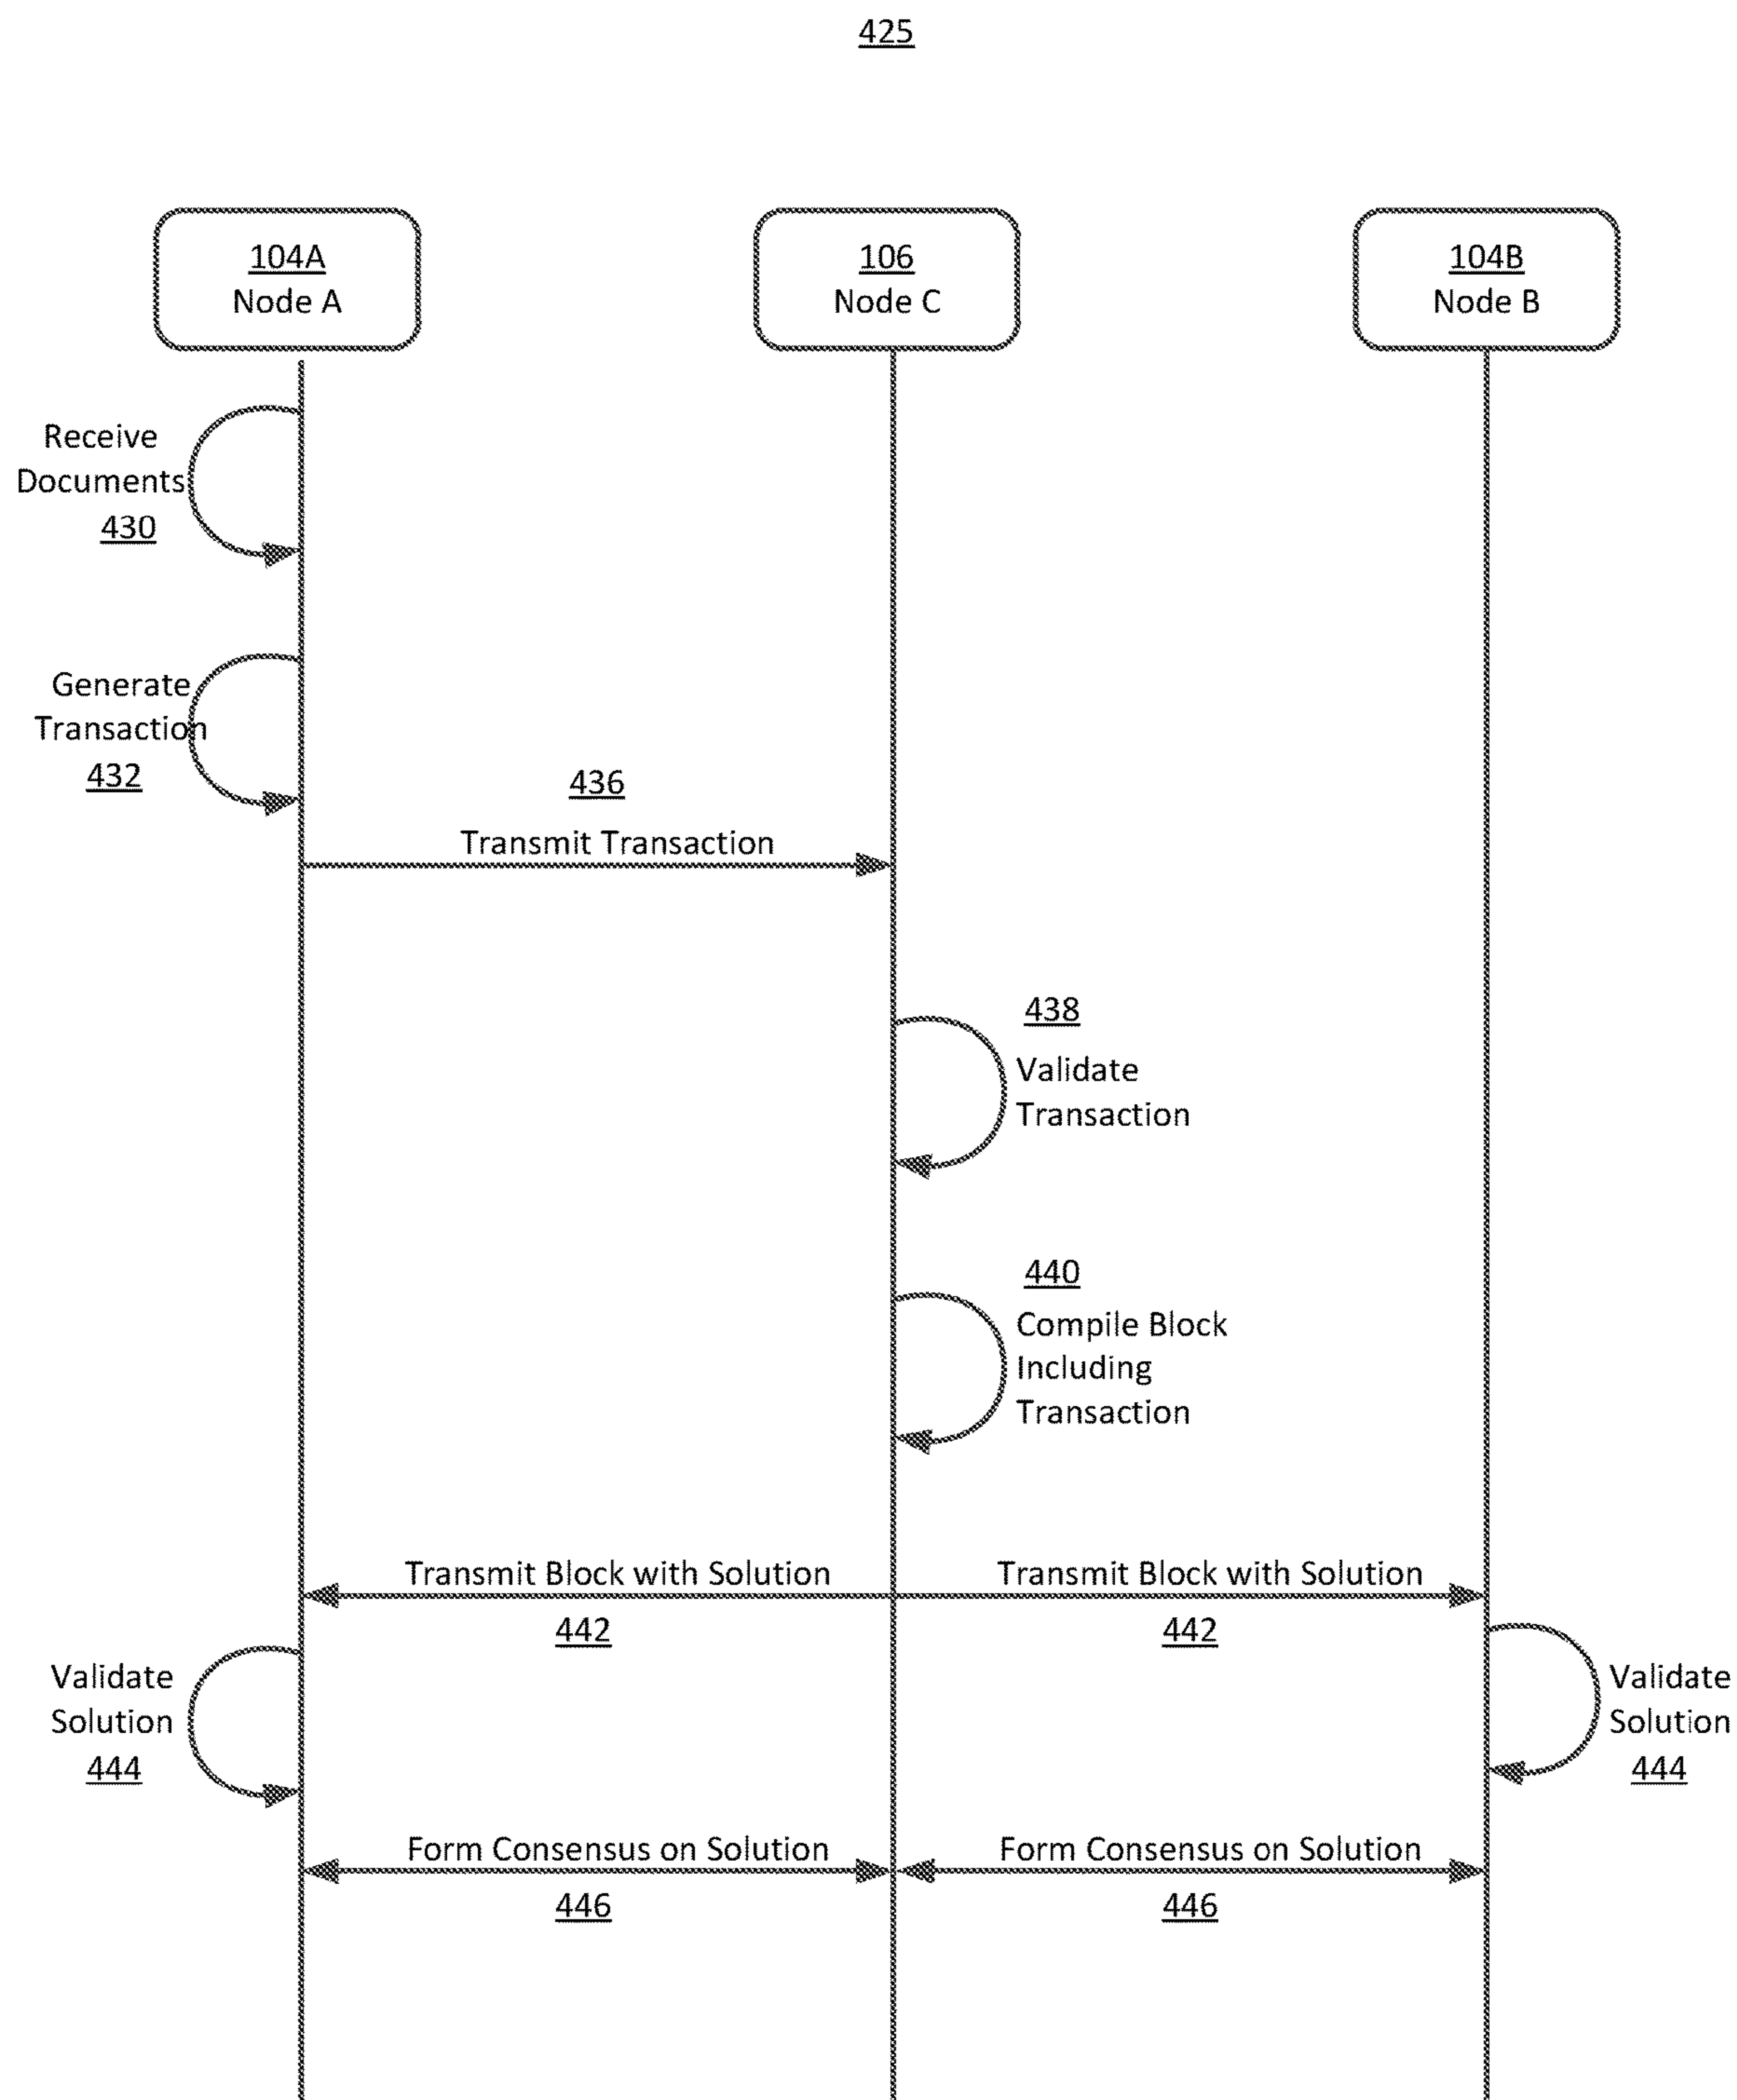 425
104A
Node A
106
Node C
104B
Node B
Receive
Documents
430
Generate
Transaction
432
436
Transmit Transaction
438
Validate
Transaction
440
Compile Block
Including
Transaction
Transmit Block with Solution
442
Transmit Block with Solution
442
Validate
Solution
444
Validate
Solution
444
Form Consensus on Solution
446
Form Consensus on Solution
446